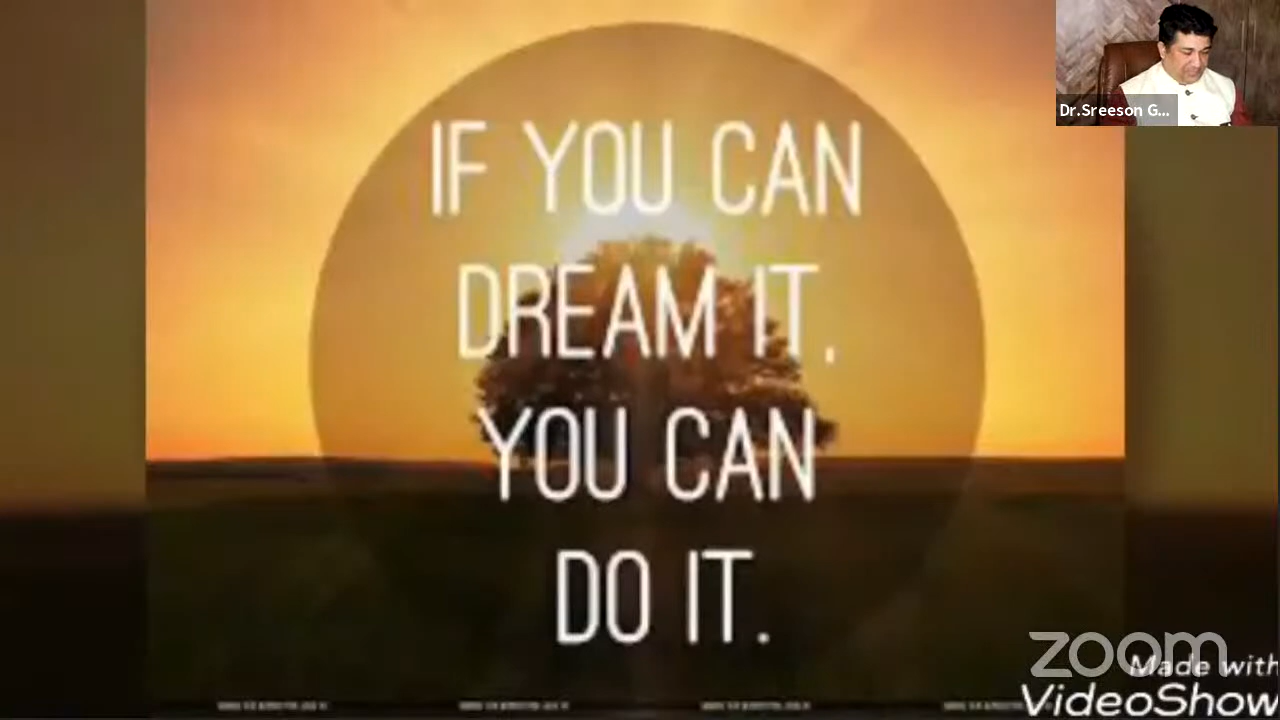 Dr.Sreeson G...
IF YOU CAN
DREAM IT,
YOU CAN
DO IT.
zoom
Made with
VideoShow